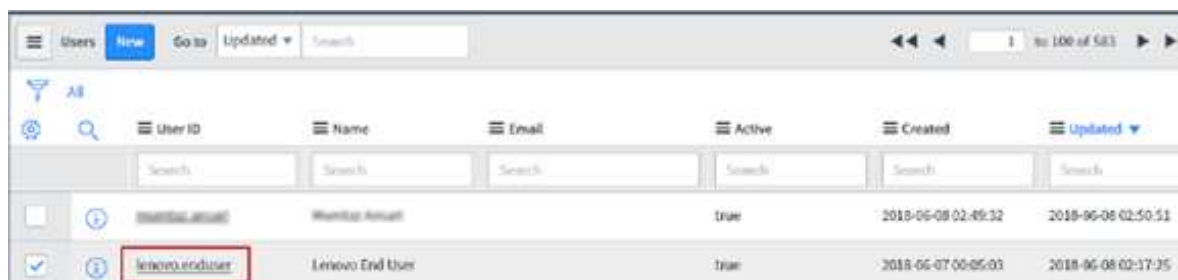 Users New Go to Updated Search 1 to 100 of 583
All
User ID Name Email Active Created Updated
Search Search Search Search Search Search
true 2018-06-08 02:49:32 2018-06-08 02:50:51
lenovo.enduser Lenovo End User true 2018-06-07 00:05:03 2018-06-08 02:17:35